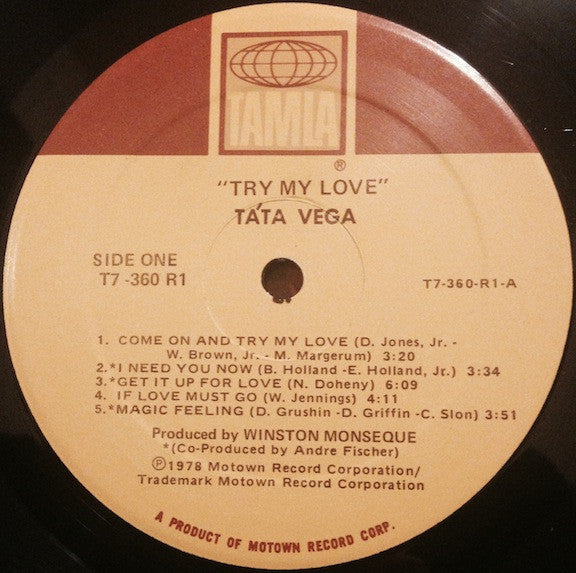 TAMLA
®
"TRY MY LOVE"
TÁTA VEGA
SIDE ONE
T7 -360 R1
T7-360-R1-A
1. COME ON AND TRY MY LOVE (D. Jones, Jr. -
W. Brown, Jr. - M. Margerum) 3:20
2.*I NEED YOU NOW (B. Holland -E. Holland, Jr.) 3:34
3.*GET IT UP FOR LOVE (N. Doheny) 6:09
4. IF LOVE MUST GO (W. Jennings) 4:11
5.*MAGIC FEELING (D. Grushin -D. Griffin -C. Slon) 3:51
Produced by WINSTON MONSEQUE
*(Co-Produced by Andre Fischer)
Ⓟ1978 Motown Record Corporation/
Trademark Motown Record Corporation
A PRODUCT OF MOTOWN RECORD CORP.